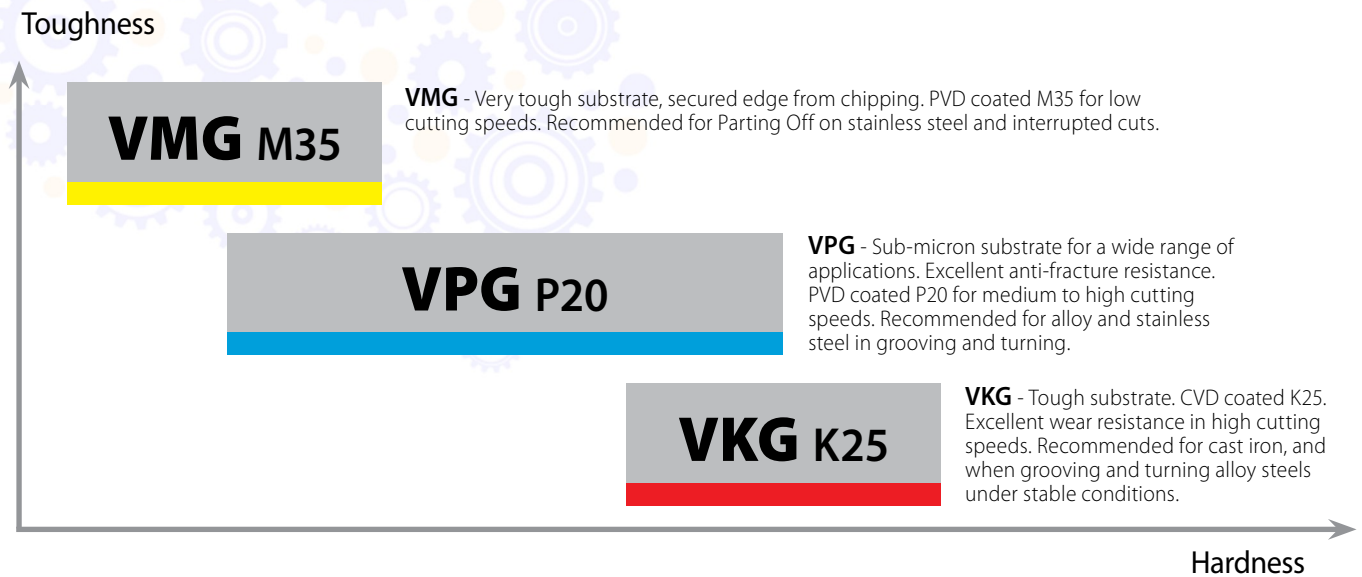 Toughness
VMG M35
VMG - Very tough substrate, secured edge from chipping. PVD coated M35 for low
cutting speeds. Recommended for Parting Off on stainless steel and interrupted cuts.
VPG P20
VPG - Sub-micron substrate for a wide range of
applications. Excellent anti-fracture resistance.
PVD coated P20 for medium to high cutting
speeds. Recommended for alloy and stainless
steel in grooving and turning.
VKG K25
VKG - Tough substrate. CVD coated K25.
Excellent wear resistance in high cutting
speeds. Recommended for cast iron, and
when grooving and turning alloy steels
under stable conditions.
Hardness